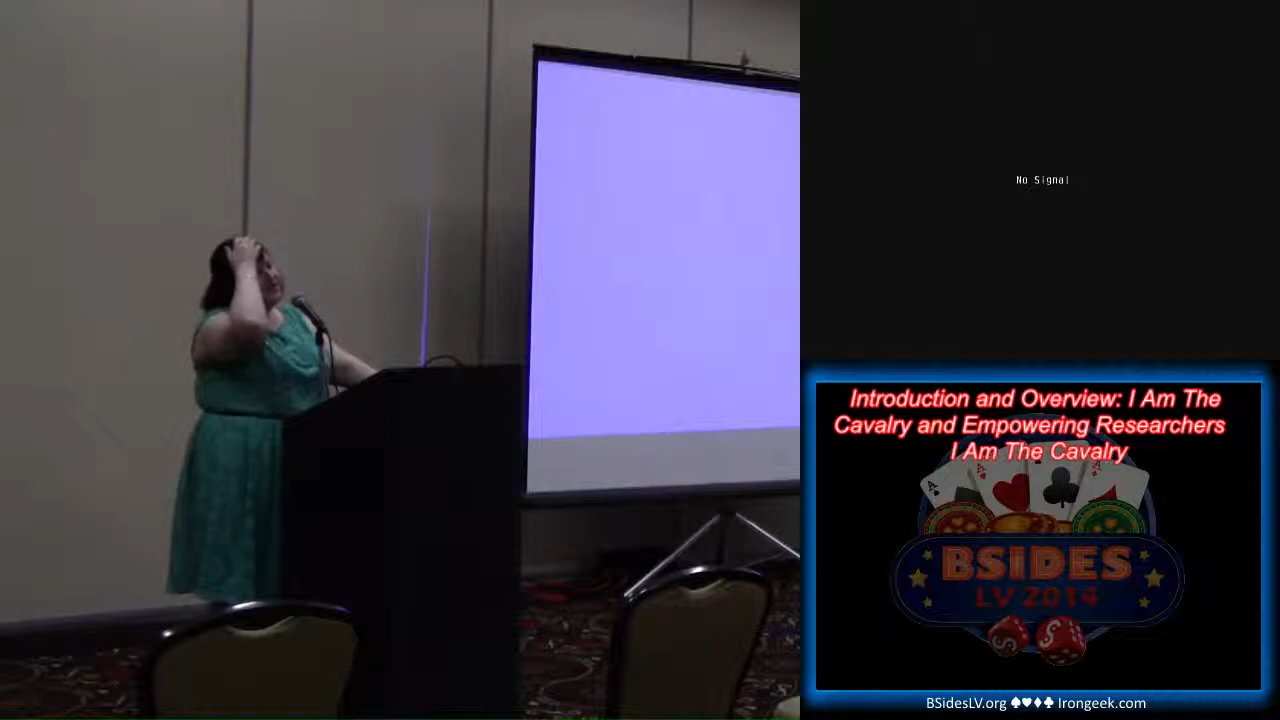 No Signal
Introduction and Overview: I Am The
Cavalry and Empowering Researchers
I Am The Cavalry
BSIDES
LV 2014
BSidesLV.org ♠♥♦♣ Irongeek.com